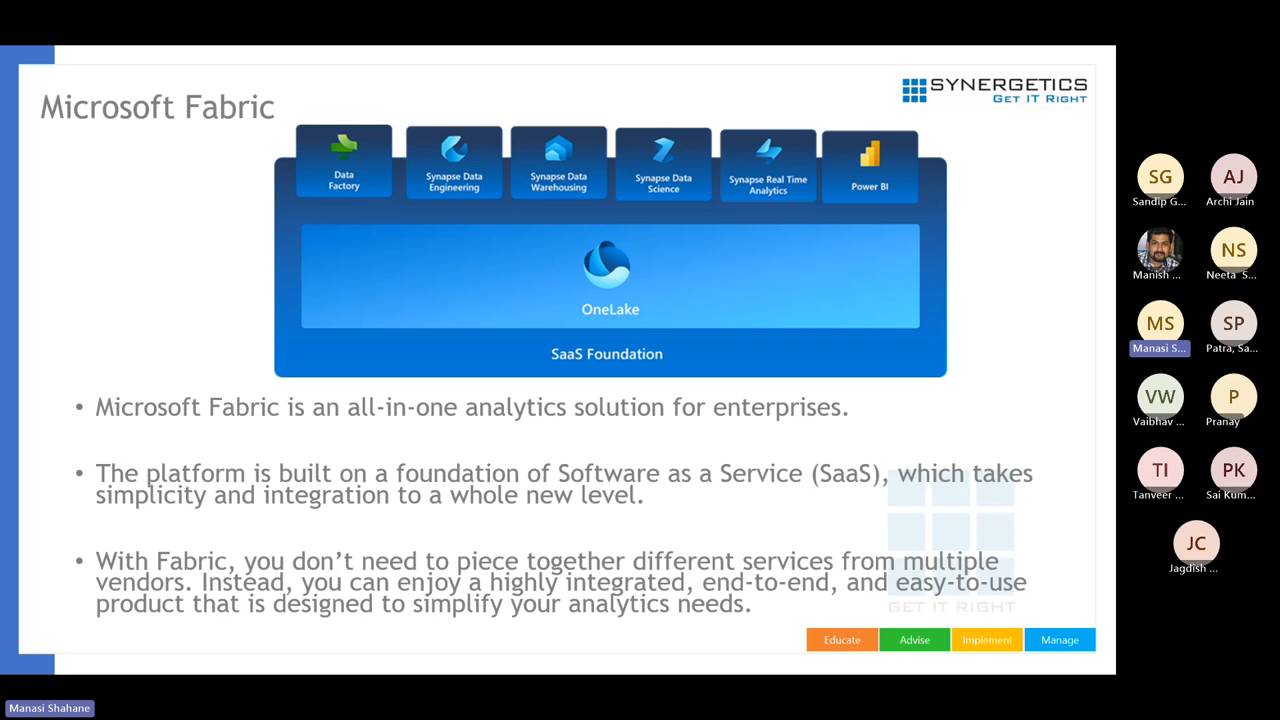 Microsoft Fabric
SYNERGETICS
GET IT RIGHT
Data
Factory
Synapse Data
Engineering
Synapse Data
Warehousing
Synapse Data
Science
Synapse Real Time
Analytics
Power BI
OneLake
SaaS Foundation
• Microsoft Fabric is an all-in-one analytics solution for enterprises.
• The platform is built on a foundation of Software as a Service (SaaS), which takes
simplicity and integration to a whole new level.
• With Fabric, you don’t need to piece together different services from multiple
vendors. Instead, you can enjoy a highly integrated, end-to-end, and easy-to-use
product that is designed to simplify your analytics needs.
GET IT RIGHT
Educate
Advise
Implement
Manage
SG
AJ
Sandip G...
Archi Jain
NS
Manish ...
Neeta S...
MS
SP
Manasi S...
Patra, Sa...
VW
P
Vaibhav ...
Pranay
TI
PK
Tanveer ...
Sai Kum...
JC
Jagdish ...
Manasi Shahane